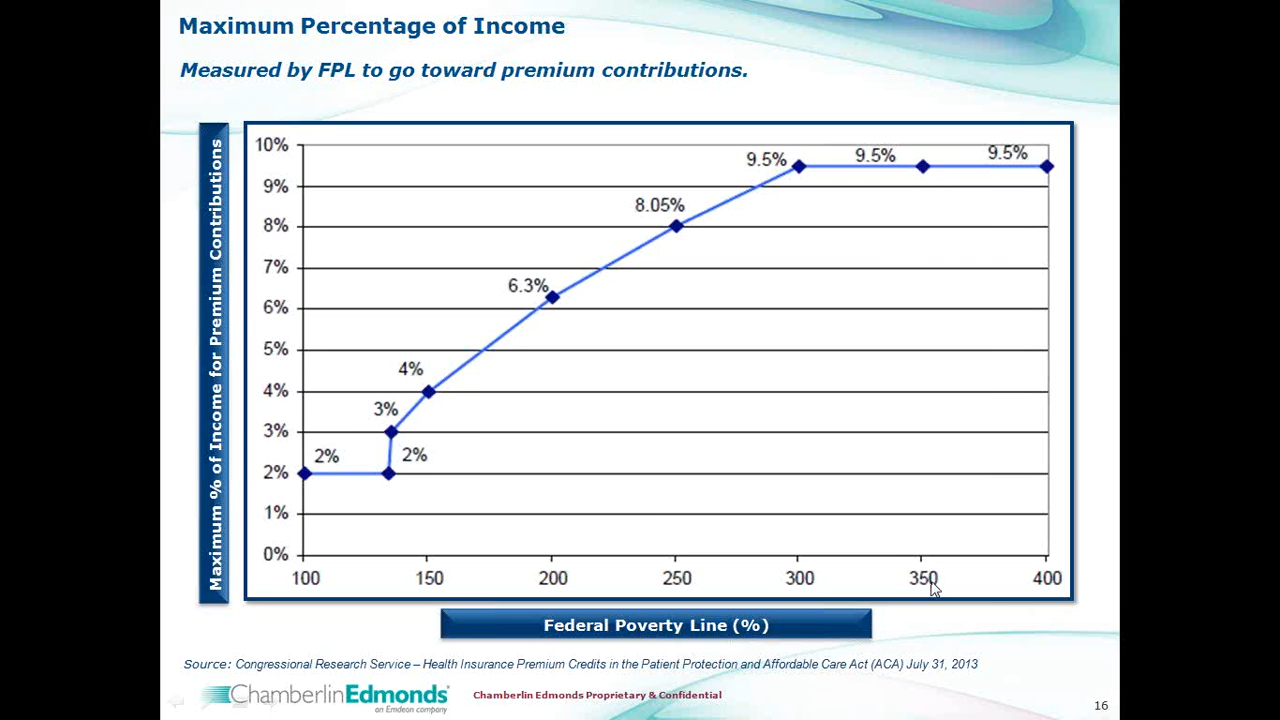 Maximum Percentage of Income
Measured by FPL to go toward premium contributions.
Maximum % of Income for Premium Contributions
10%
9%
8%
7%
6%
5%
4%
3%
2%
1%
0%
2%
2%
3%
4%
6.3%
8.05%
9.5%
9.5%
9.5%
100 150 200 250 300 350 400
Federal Poverty Line (%)
Source: Congressional Research Service – Health Insurance Premium Credits in the Patient Protection and Affordable Care Act (ACA) July 31, 2013
ChamberlinEdmonds
an Emdeon company
Chamberlin Edmonds Proprietary & Confidential
16